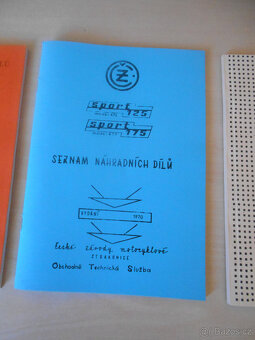 ČZ
sport 125
sport 175
SEZNAM NÁHRADNÍCH DÍLŮ
VYDÁNÍ 1970
české závody motocyklové
STRAKONICE
Obchodně Technická Služba